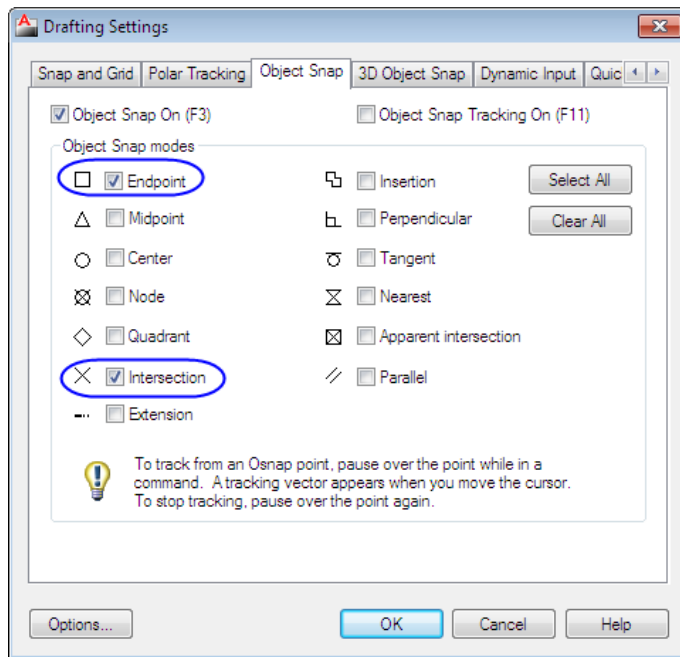 Drafting Settings
Snap and Grid Polar Tracking Object Snap 3D Object Snap Dynamic Input Quic
Object Snap On (F3) Object Snap Tracking On (F11)
Object Snap modes
Endpoint Insertion Select All
Midpoint Perpendicular Clear All
Center Tangent
Node Nearest
Quadrant Apparent intersection
Intersection Parallel
Extension
To track from an Osnap point, pause over the point while in a
command. A tracking vector appears when you move the cursor.
To stop tracking, pause over the point again.
Options... OK Cancel Help